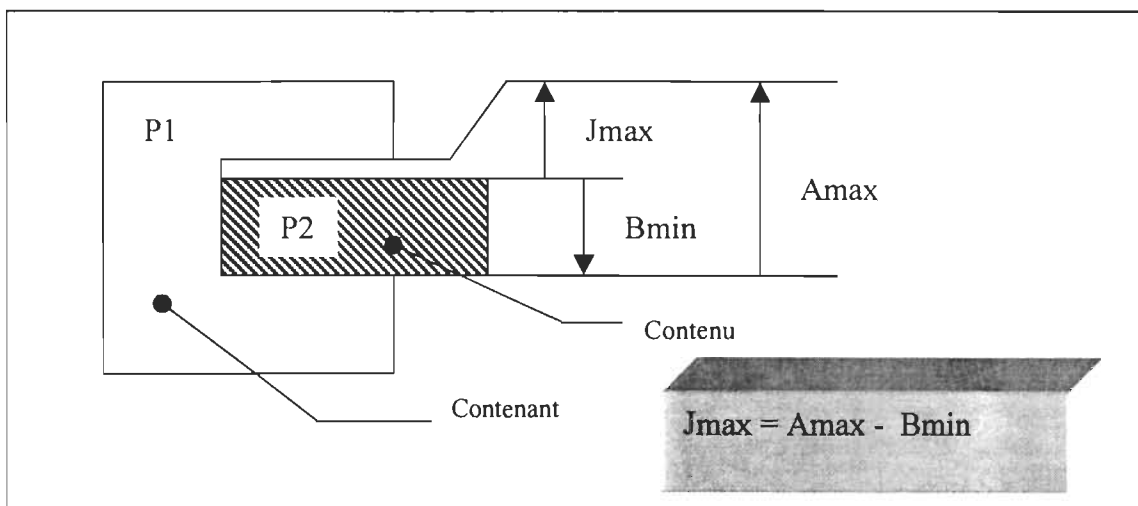 P1
Jmax
Amax
P2
Bmin
Contenu
Contenant
Jmax = Amax - Bmin